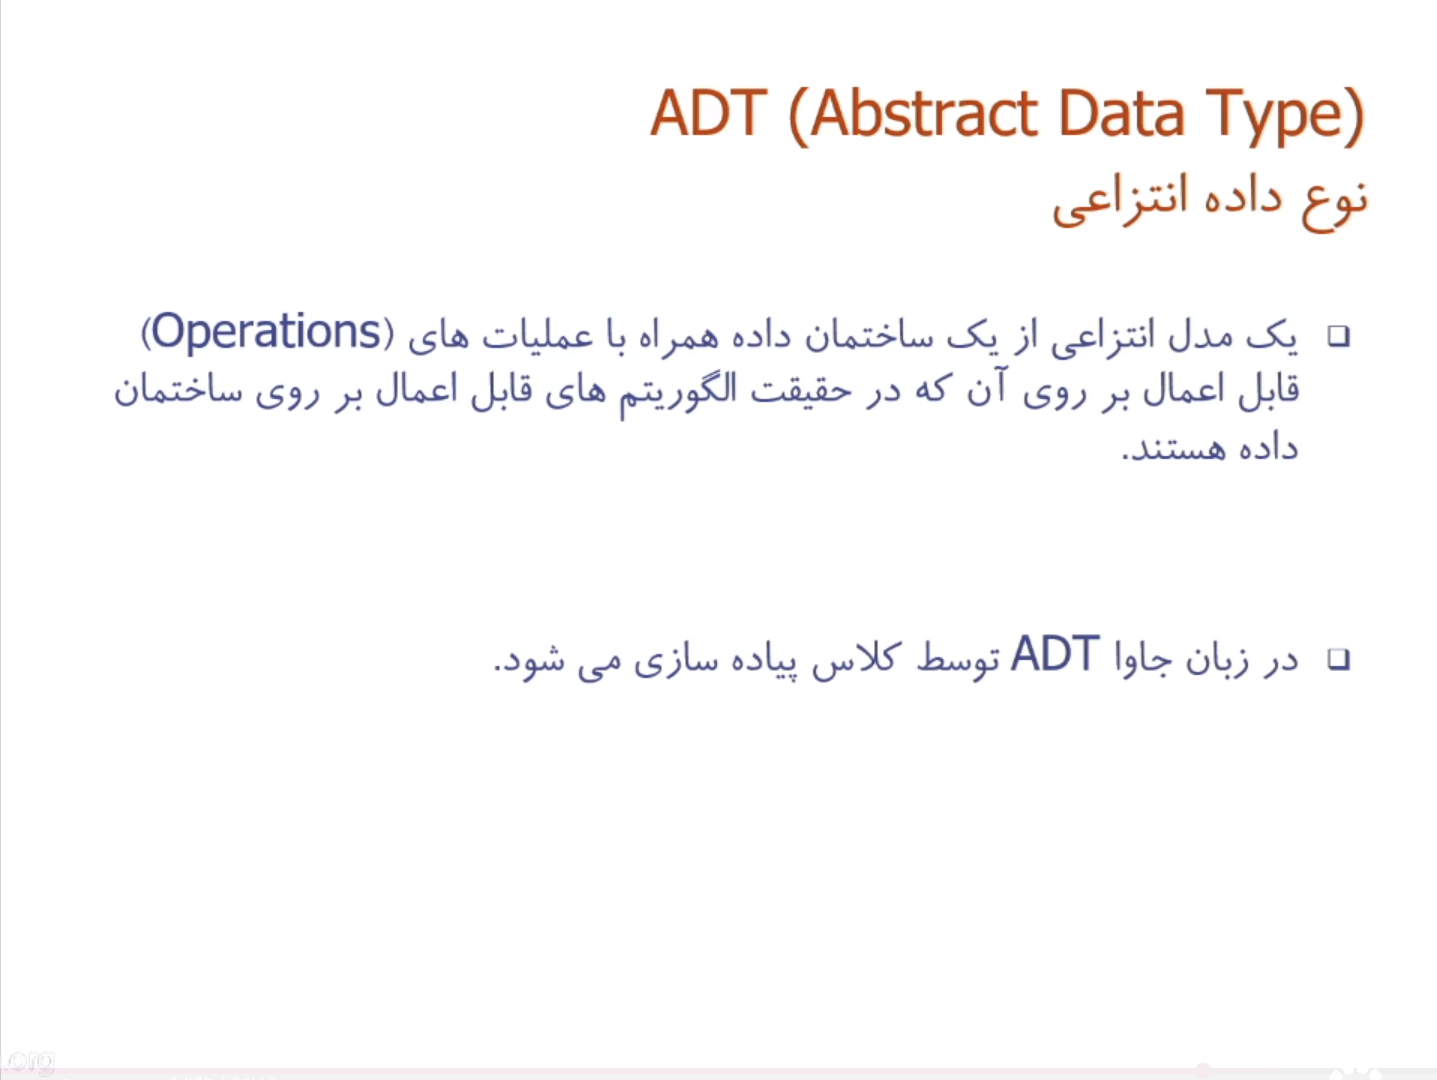 ADT (Abstract Data Type)
نوع داده انتزاعی
❑ یک مدل انتزاعی از یک ساختمان داده همراه با عملیات های (Operations)
قابل اعمال بر روی آن که در حقیقت الگوریتم های قابل اعمال بر روی ساختمان
داده هستند.
❑ در زبان جاوا ADT توسط کلاس پیاده سازی می شود.
.org